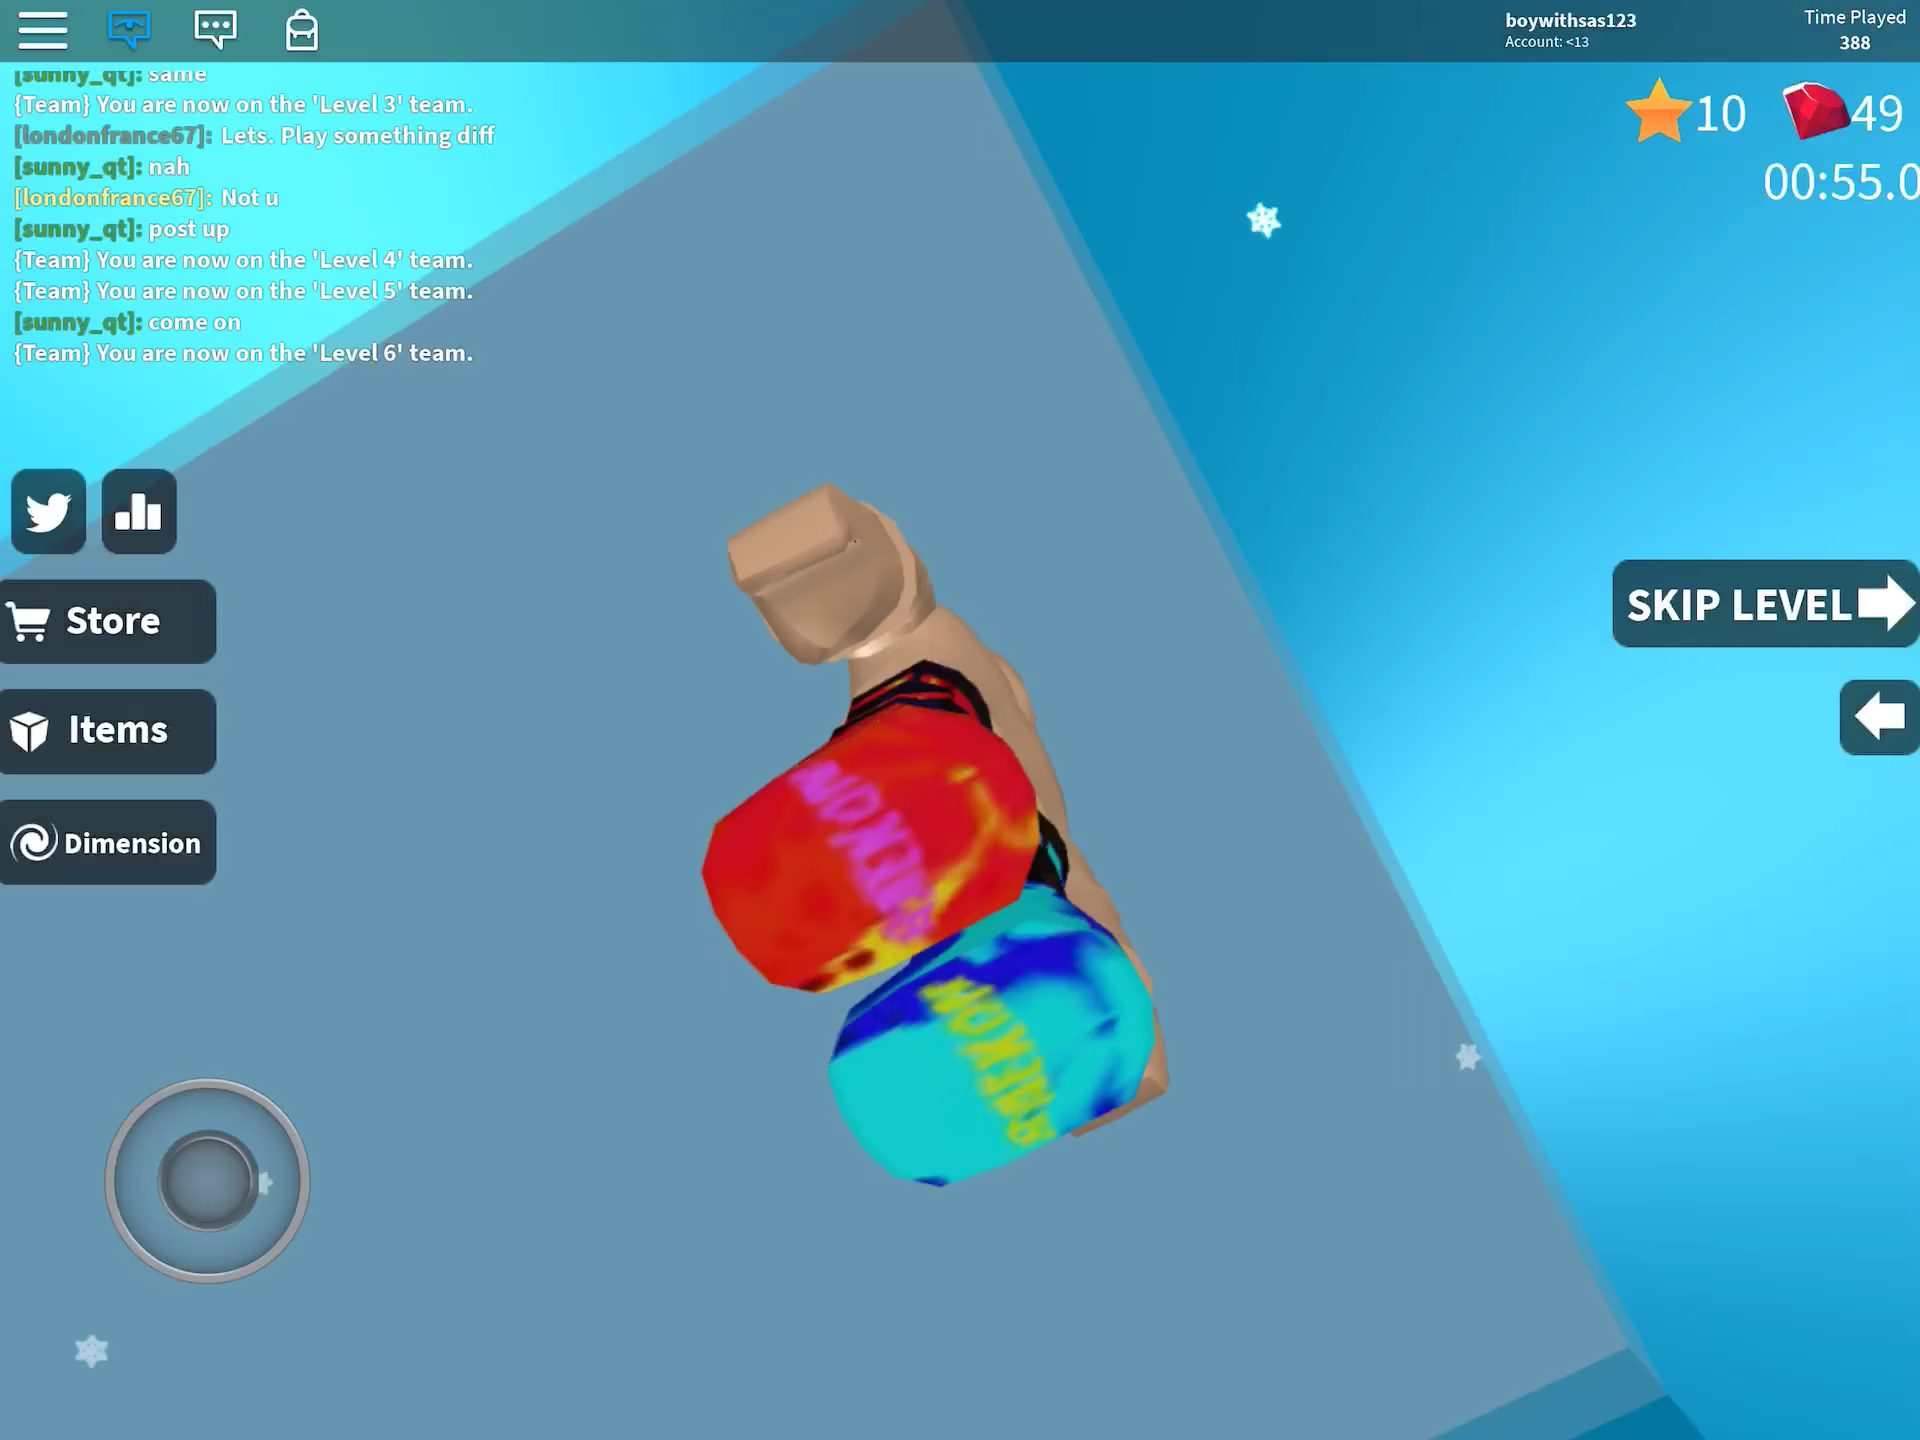 boywithsas123
Account: <13
Time Played
388
[sunny_qt]: same
{Team} You are now on the 'Level 3' team.
[londonfrance67]: Lets. Play something diff
[sunny_qt]: nah
[londonfrance67]: Not u
[sunny_qt]: post up
{Team} You are now on the 'Level 4' team.
{Team} You are now on the 'Level 5' team.
[sunny_qt]: come on
{Team} You are now on the 'Level 6' team.
10
49
00:55.0
SKIP LEVEL
Store
Items
Dimension